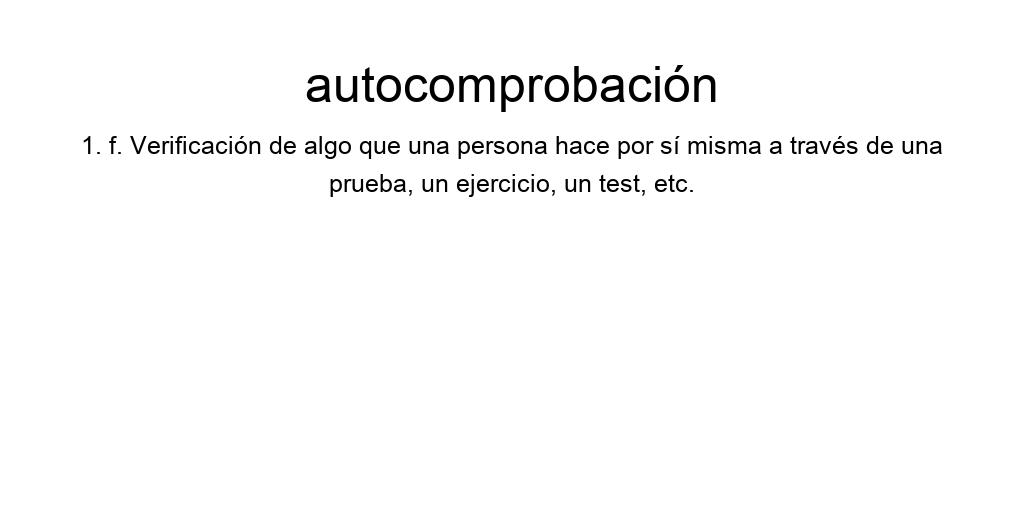 autocomprobación
1. f. Verificación de algo que una persona hace por sí misma a través de una
prueba, un ejercicio, un test, etc.